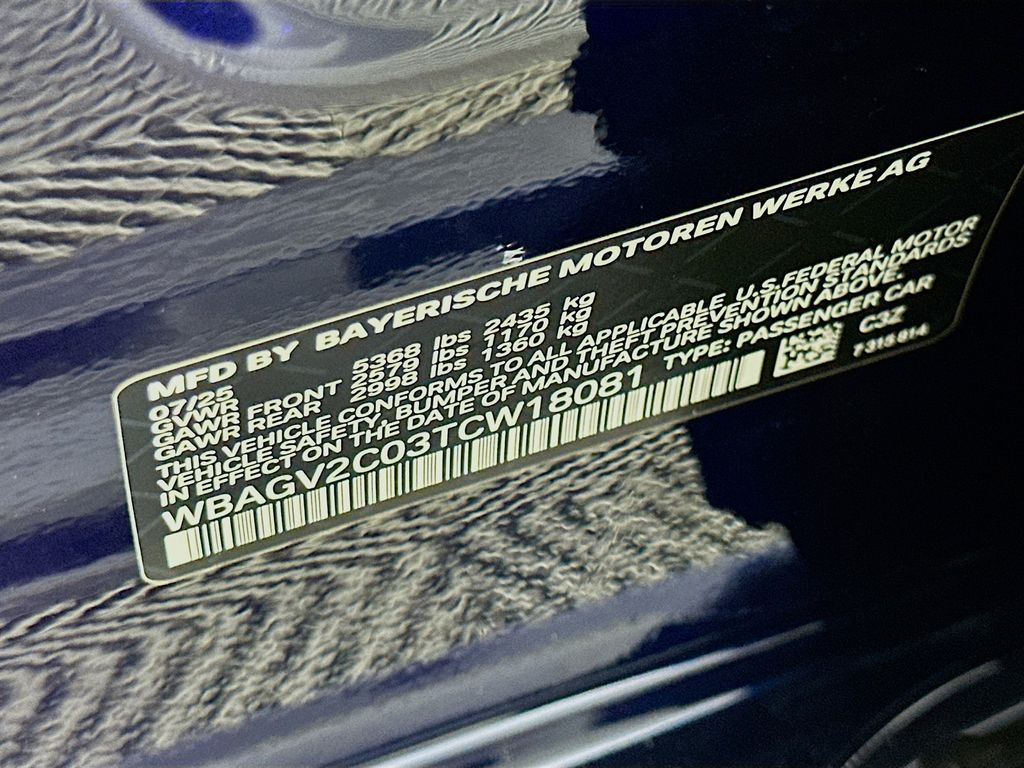 MFD BY BAYERISCHE MOTOREN WERKE AG
07/25
GVWR 5368 lbs 2435 kg
GAWR FRONT 2579 lbs 1170 kg
GAWR REAR 2998 lbs 1360 kg
THIS VEHICLE CONFORMS TO ALL APPLICABLE U.S.FEDERAL MOTOR
VEHICLE SAFETY, BUMPER AND THEFT PREVENTION STANDARDS
IN EFFECT ON THE DATE OF MANUFACTURE SHOWN ABOVE.
WBAGV2C03TCW18081 TYPE: PASSENGER CAR
C3Z
7 316 614